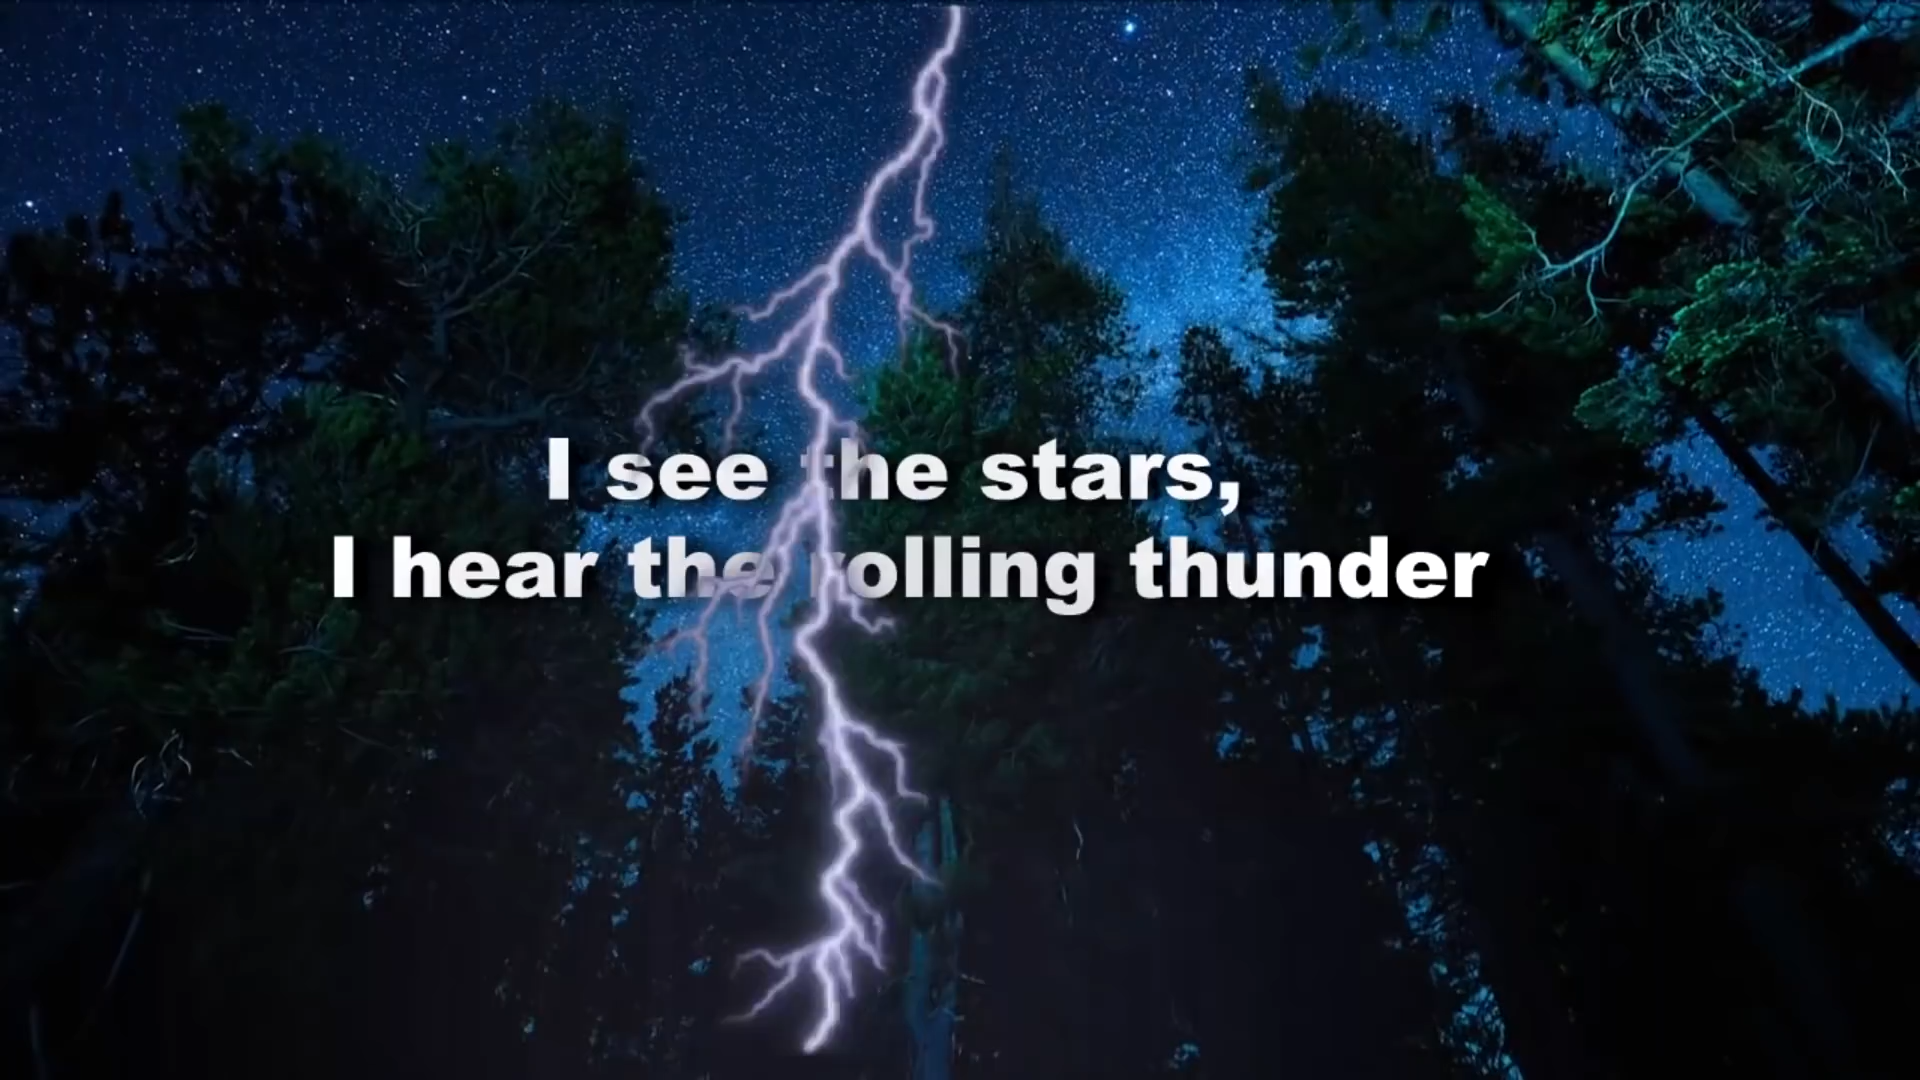 I see the stars,
I hear the rolling thunder